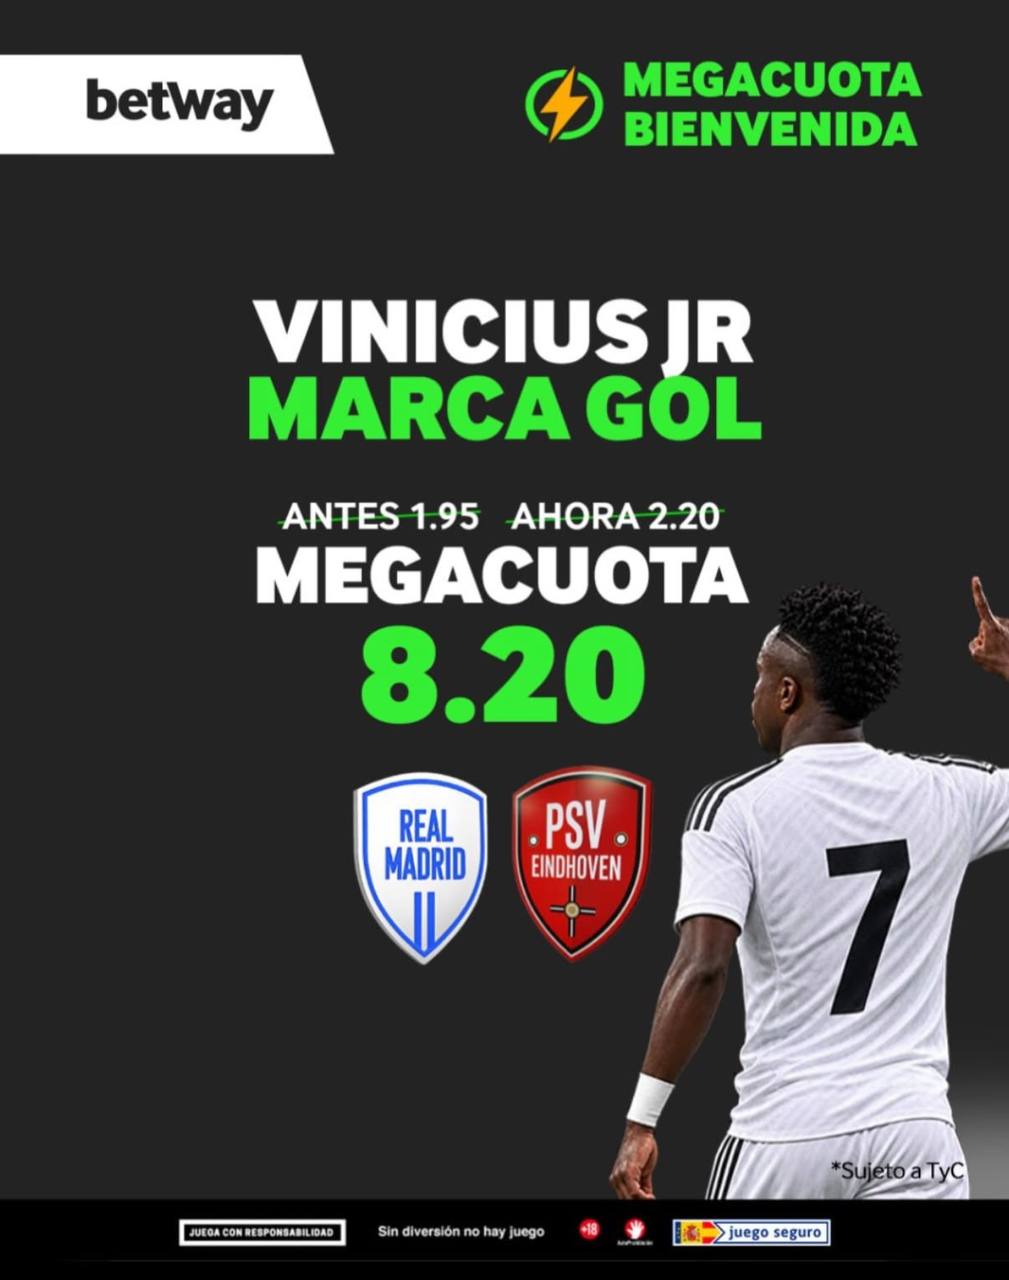 betway
MEGACUOTA
BIENVENIDA
VINICIUS JR
MARCA GOL
ANTES 1.95 AHORA 2.20
MEGACUOTA
8.20
REAL
MADRID
PSV
EINDHOVEN
7
*Sujeto a TyC
JUEGA CON RESPONSABILIDAD
Sin diversión no hay juego
+18
juego seguro